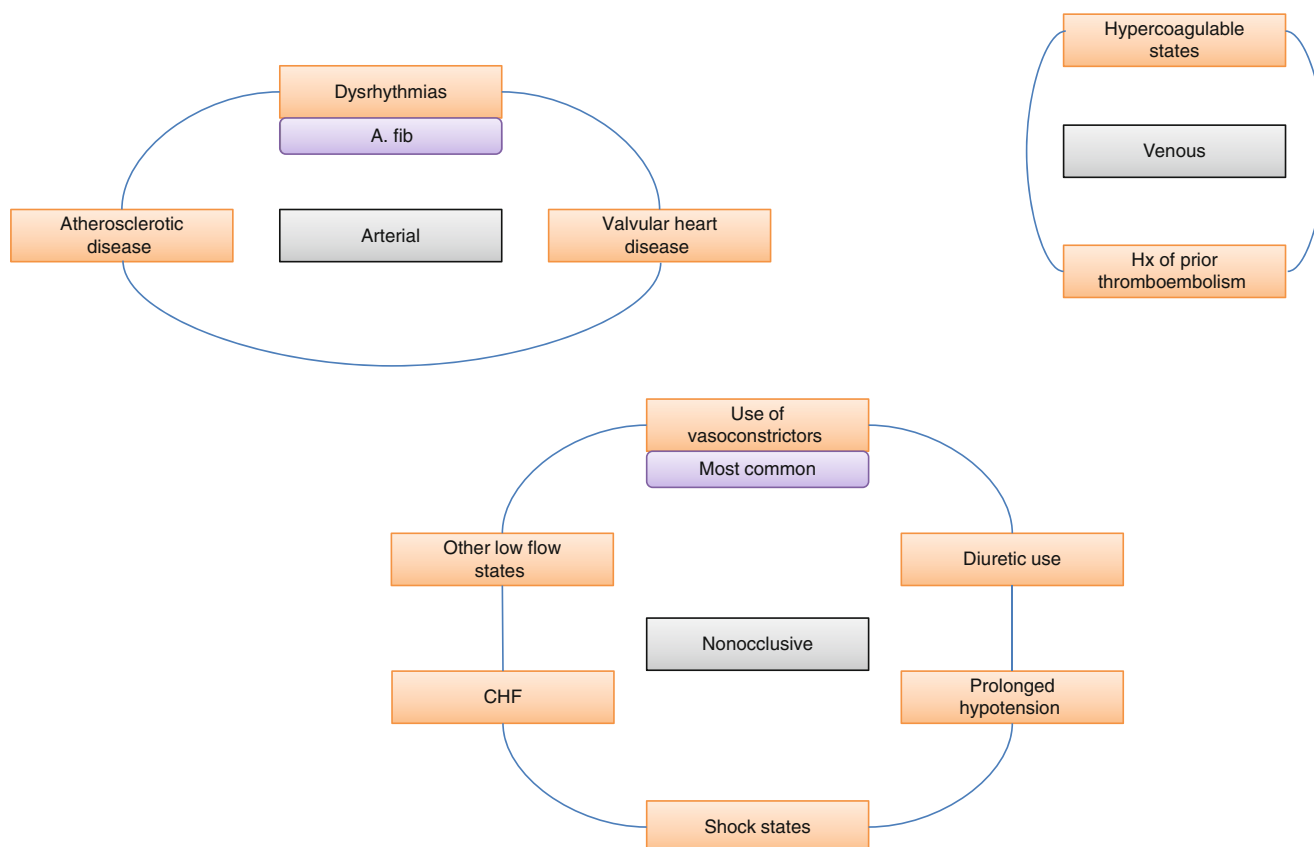 Dysrhythmias
A. fib
Atherosclerotic
disease
Arterial
Valvular heart
disease
Hypercoagulable
states
Venous
Hx of prior
thromboembolism
Use of
vasoconstrictors
Most common
Other low flow
states
Diuretic use
Nonocclusive
CHF
Prolonged
hypotension
Shock states